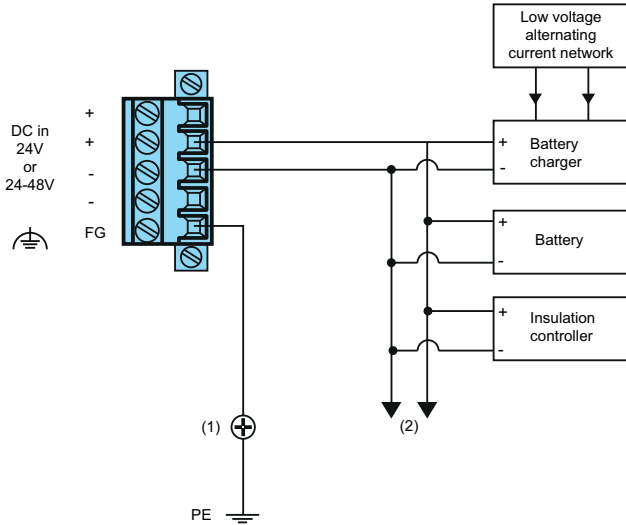 Low voltage
alternating
current network
DC in
24V
or
24-48V
+
+
-
-
FG
+
-
Battery
charger
+
-
Battery
+
-
Insulation
controller
(1)
(2)
PE